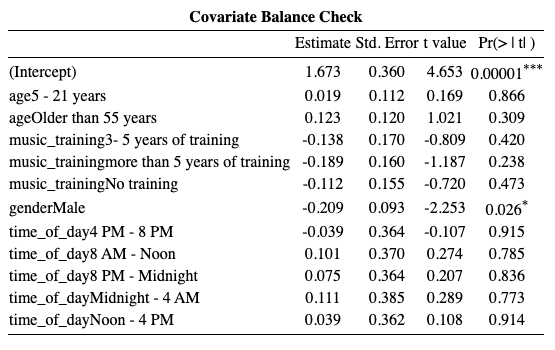 Covariate Balance Check
Estimate Std. Error t value Pr(> | t| )
(Intercept) 1.673 0.360 4.653 0.00001***
age5 - 21 years 0.019 0.112 0.169 0.866
ageOlder than 55 years 0.123 0.120 1.021 0.309
music_training3- 5 years of training -0.138 0.170 -0.809 0.420
music_trainingmore than 5 years of training -0.189 0.160 -1.187 0.238
music_trainingNo training -0.112 0.155 -0.720 0.473
genderMale -0.209 0.093 -2.253 0.026*
time_of_day4 PM - 8 PM -0.039 0.364 -0.107 0.915
time_of_day8 AM - Noon 0.101 0.370 0.274 0.785
time_of_day8 PM - Midnight 0.075 0.364 0.207 0.836
time_of_dayMidnight - 4 AM 0.111 0.385 0.289 0.773
time_of_dayNoon - 4 PM 0.039 0.362 0.108 0.914